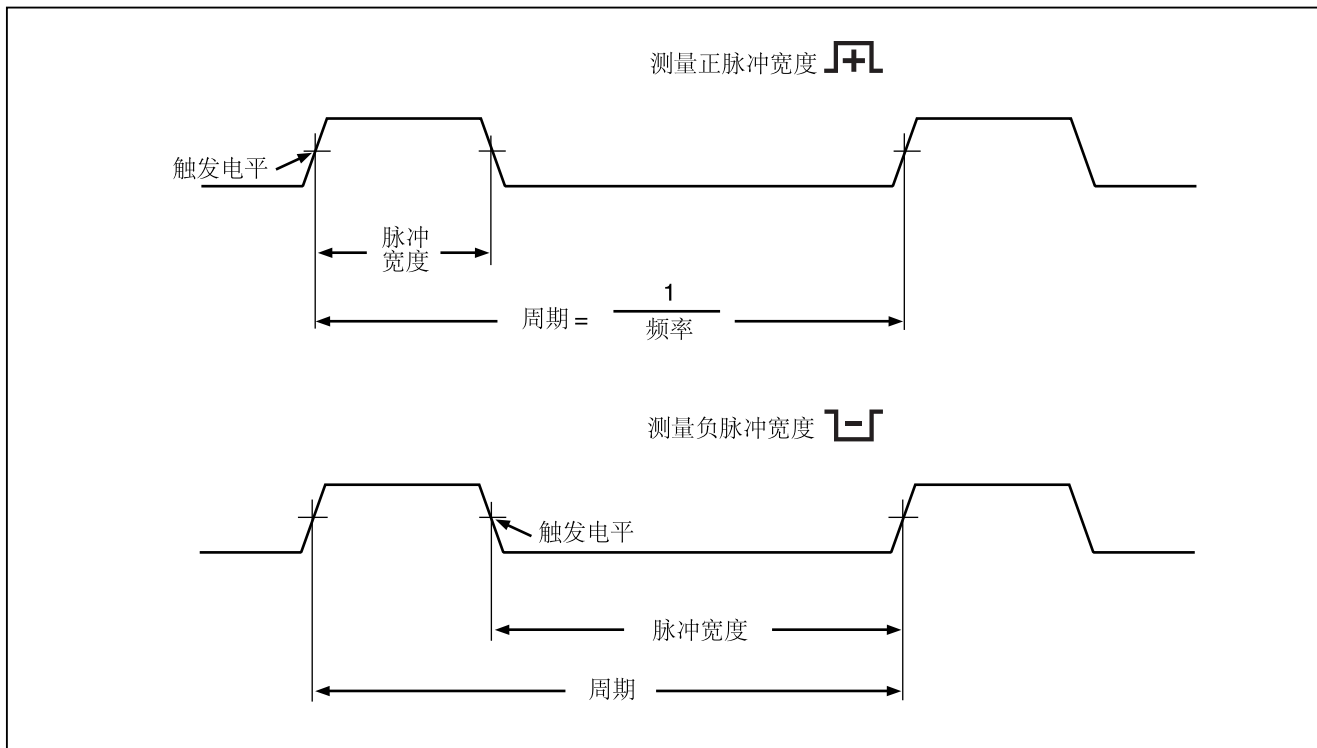 测量正脉冲宽度
触发电平
脉冲
宽度
周期 =
1
频率
测量负脉冲宽度
触发电平
脉冲宽度
周期